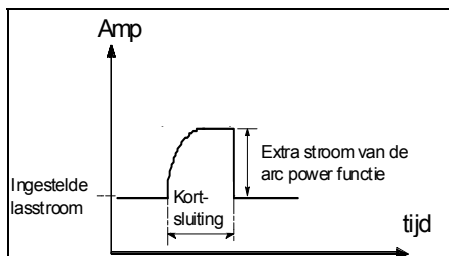 Amp
Extra stroom van de
arc power functie
Ingestelde
lasstroom
Kort-
sluiting
tijd